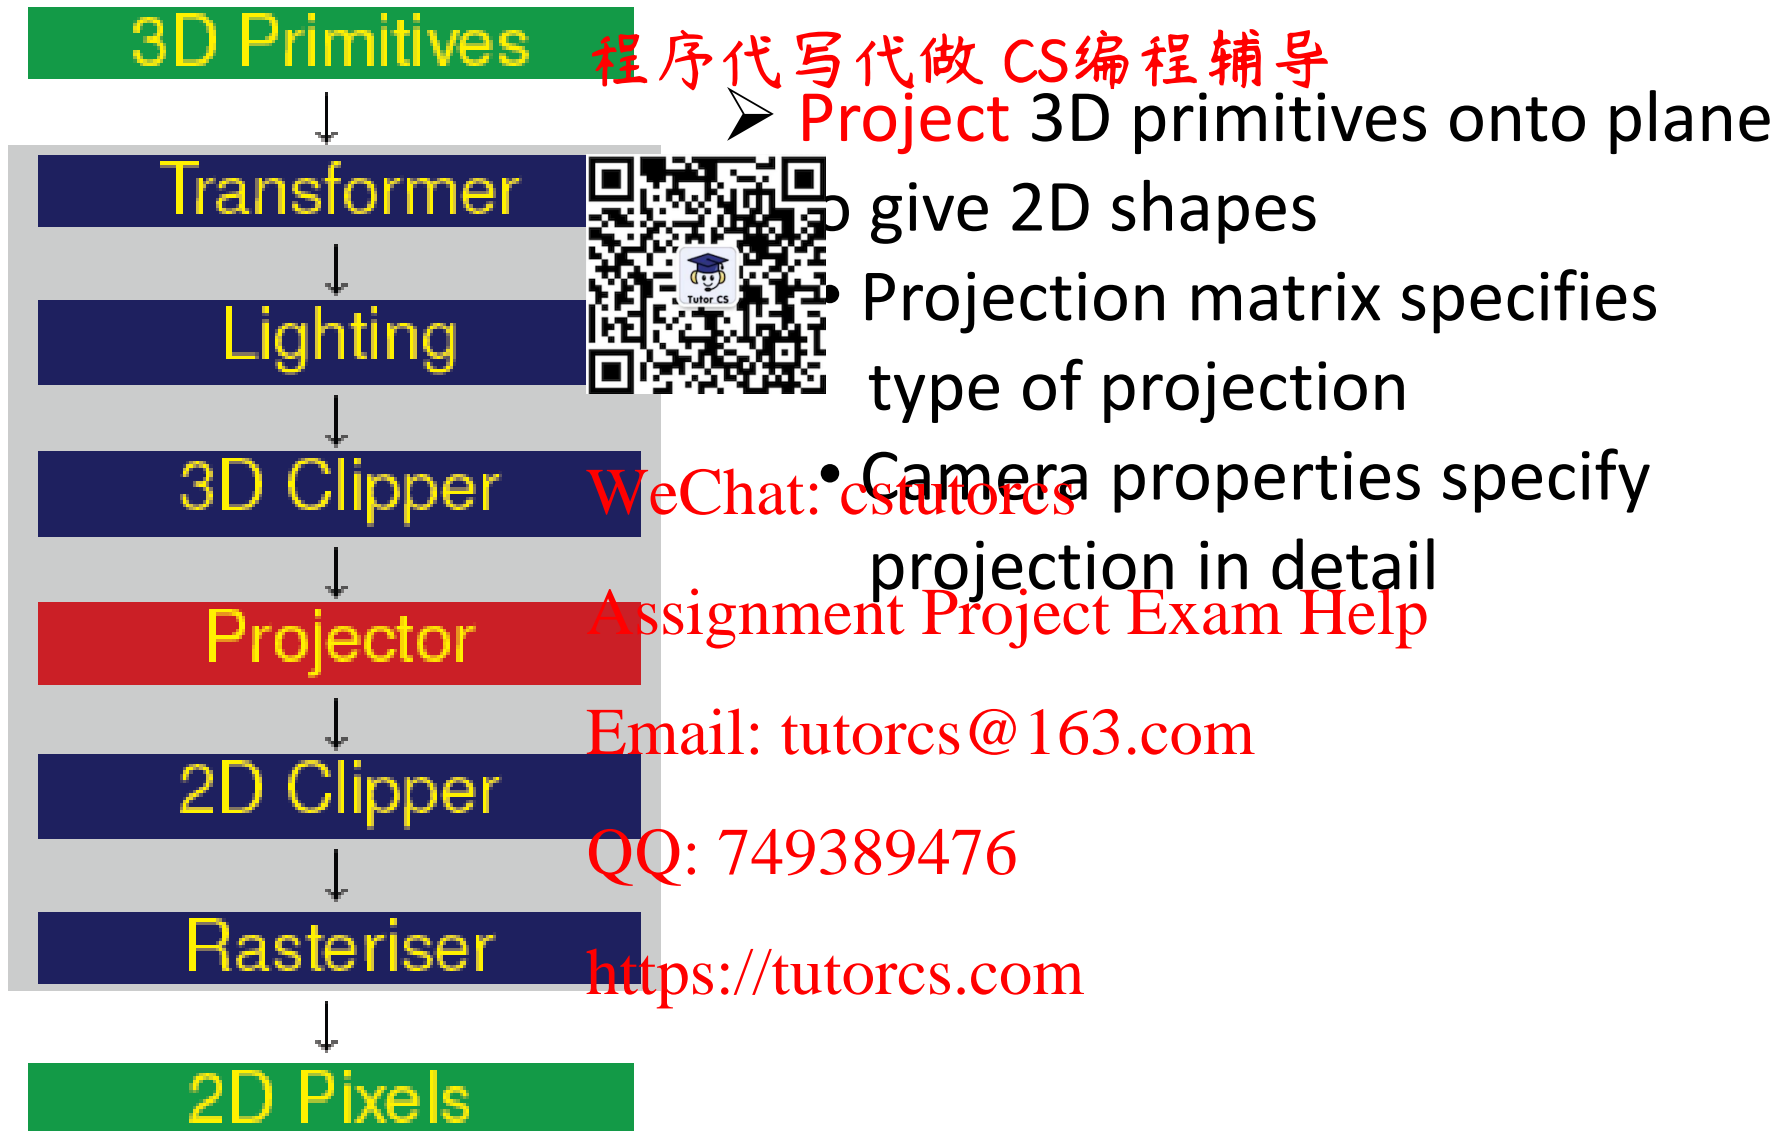 3D Primitives
Transformer
Lighting
3D Clipper
Projector
2D Clipper
Rasteriser
2D Pixels
程序代写代做 CS编程辅导
➢ Project 3D primitives onto plane
give 2D shapes
• Projection matrix specifies
type of projection
• Camera properties specify
projection in detail
Tutor CS
WeChat: cstutorcs
Assignment Project Exam Help
Email: tutorcs@163.com
QQ: 749389476
https://tutorcs.com